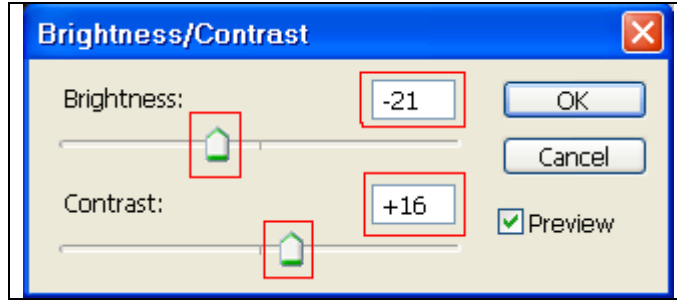 Brightness/Contrast
Brightness: -21
OK
Cancel
Contrast: +16
Preview